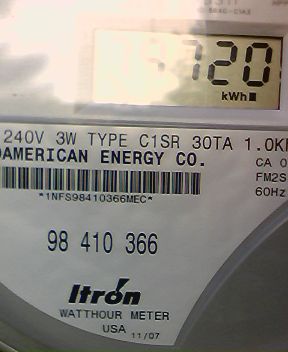 720
kWh
240V 3W TYPE C1SR 30TA 1.0K
AMERICAN ENERGY CO.
CA 0
FM2S
60Hz
*1NFS98410366MEC*
98 410 366
Itron
WATTHOUR METER
USA 11/07